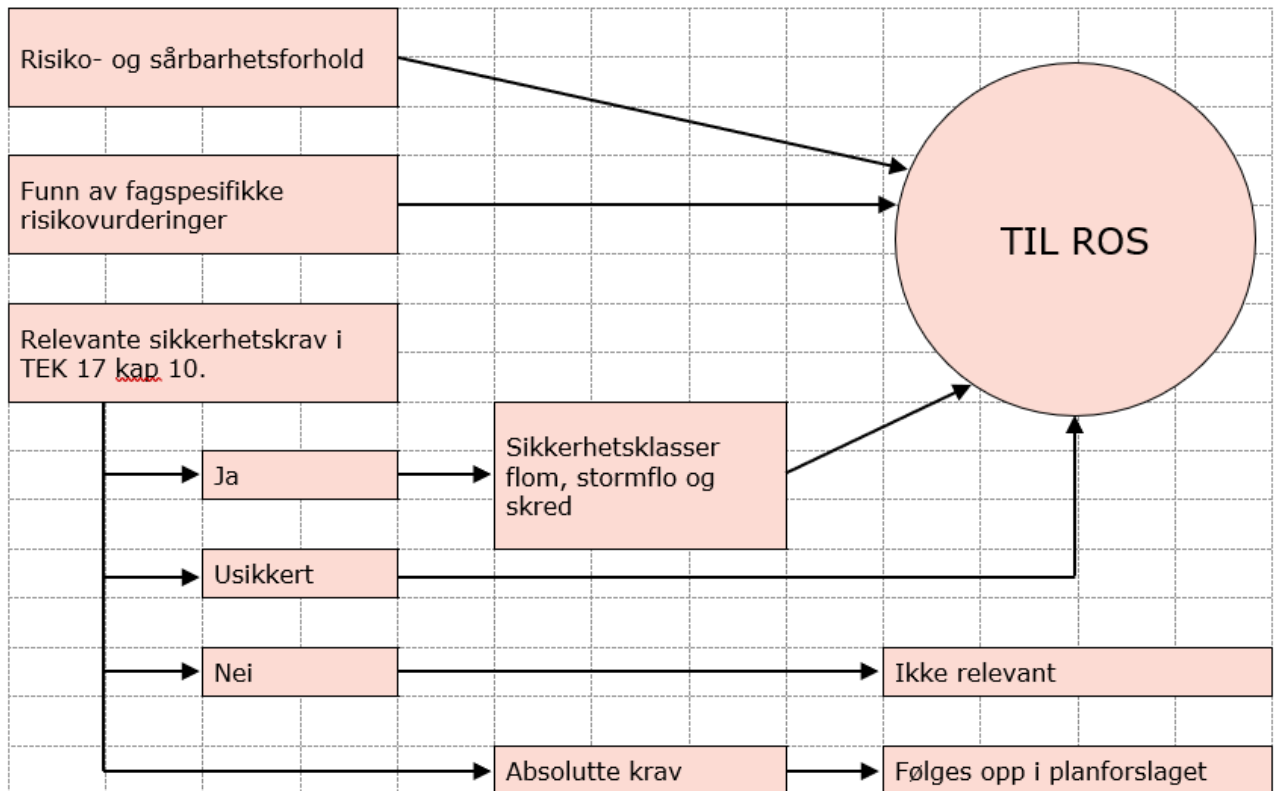 Risiko- og sårbarhetsforhold
Funn av fagspesifikke
risikovurderinger
TIL ROS
Relevante sikkerhetskrav i
TEK 17 kap 10.
Ja
Sikkerhetsklasser
flom, stormflo og
skred
Usikkert
Nei
Ikke relevant
Absolutte krav
Følges opp i planforslaget